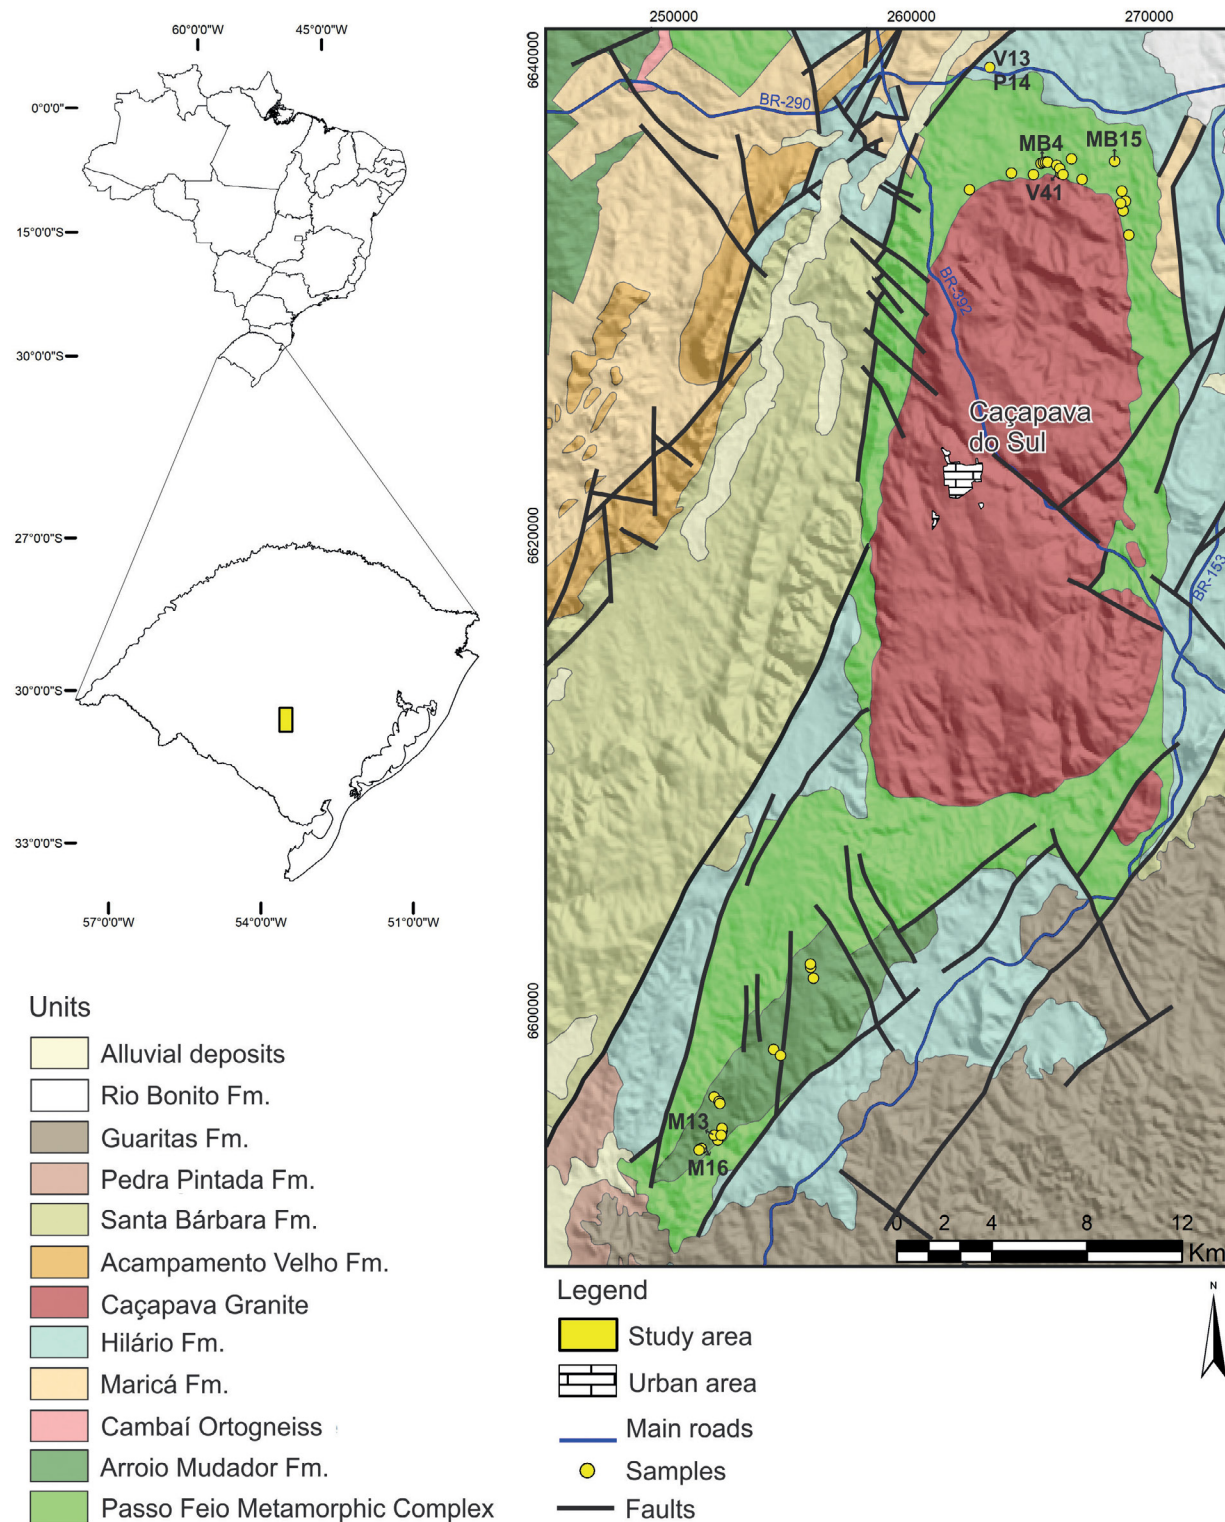 60°0'0"W
45°0'0"W
0°0'0"
15°0'0"S
30°0'0"S
27°0'0"S
30°0'0"S
33°0'0"S
57°0'0"W
54°0'0"W
51°0'0"W
250000
260000
270000
6640000
6620000
6600000
BR-290
V13
P14
MB4
MB15
V41
BR-392
Caçapava
do Sul
BR-153
M13
M16
0 2 4 8 12
Km
Units
Alluvial deposits
Rio Bonito Fm.
Guaritas Fm.
Pedra Pintada Fm.
Santa Bárbara Fm.
Acampamento Velho Fm.
Caçapava Granite
Hilário Fm.
Maricá Fm.
Cambaí Ortogneiss
Arroio Mudador Fm.
Passo Feio Metamorphic Complex
Legend
Study area
Urban area
Main roads
Samples
Faults
N